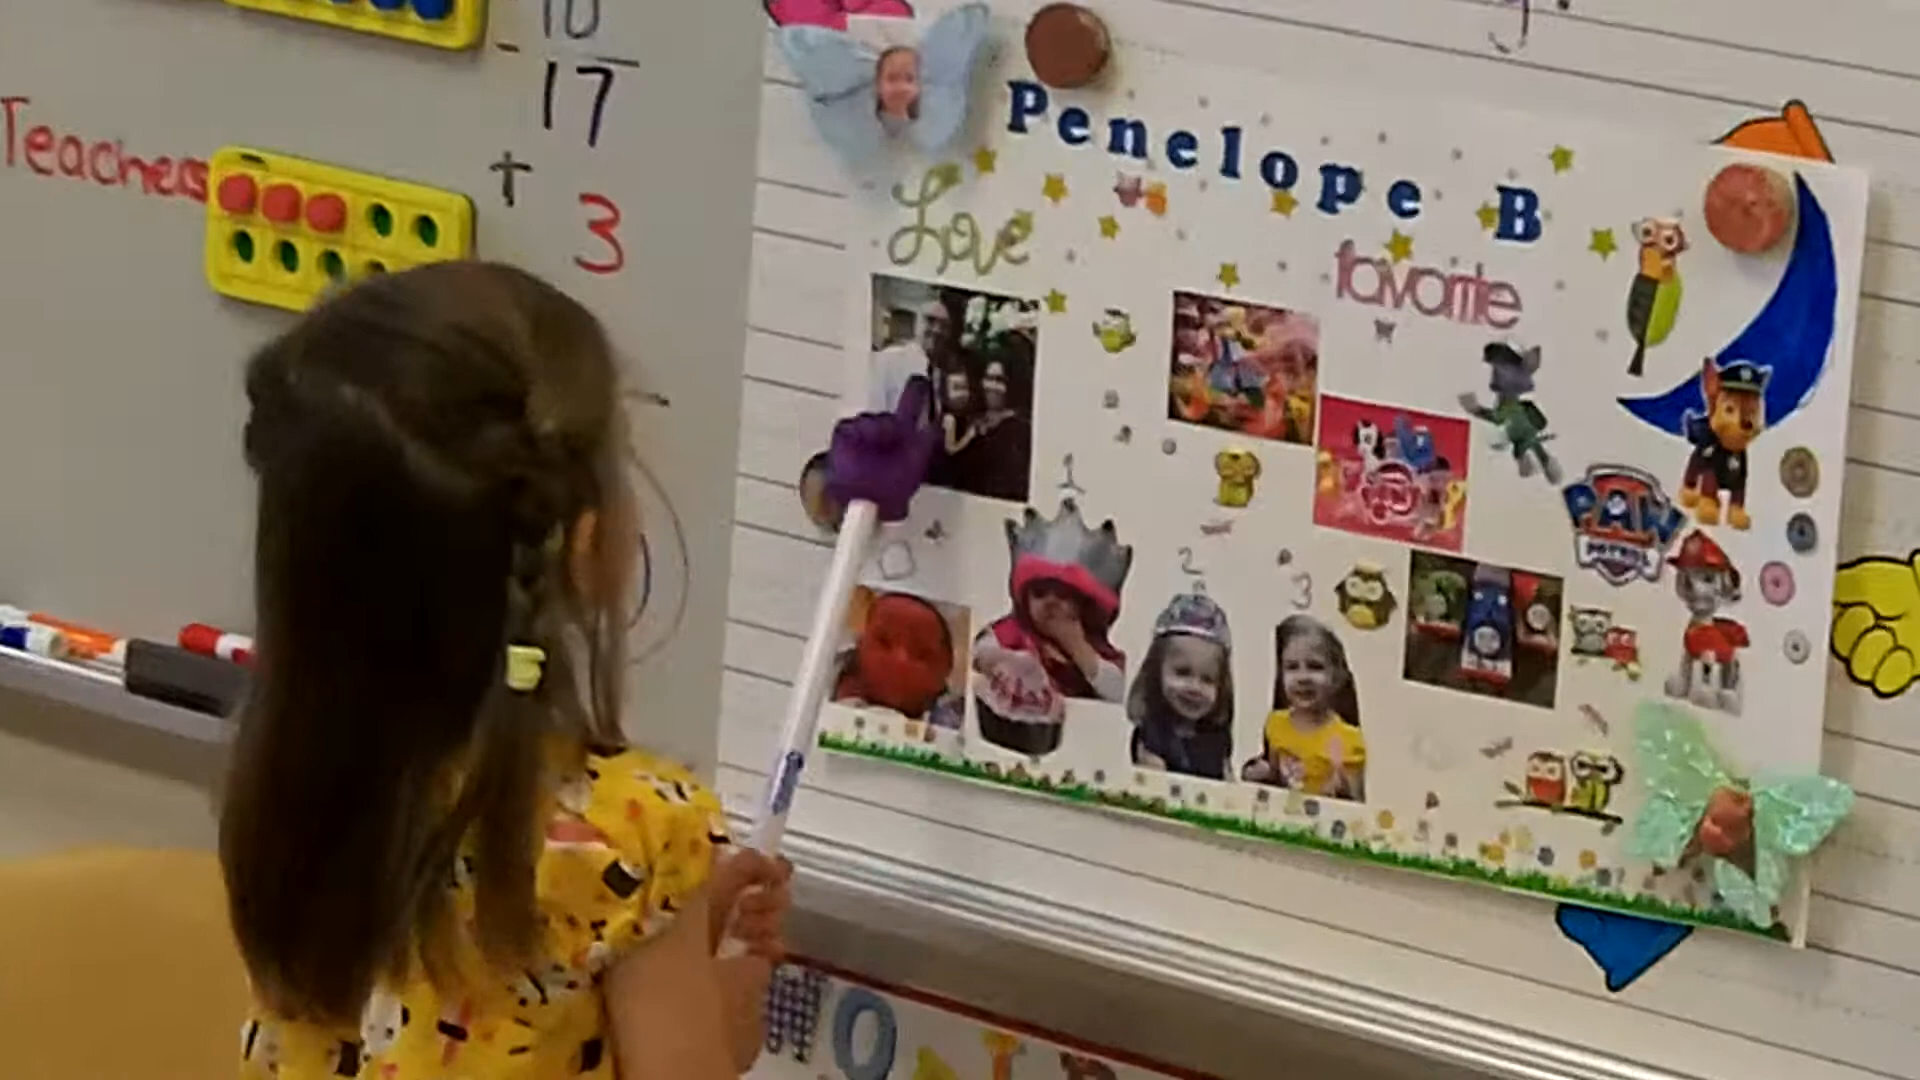 10
-
17
Teachers
+
3
Penelope B
Love
favorite
PAW
PATROL
1
2
3